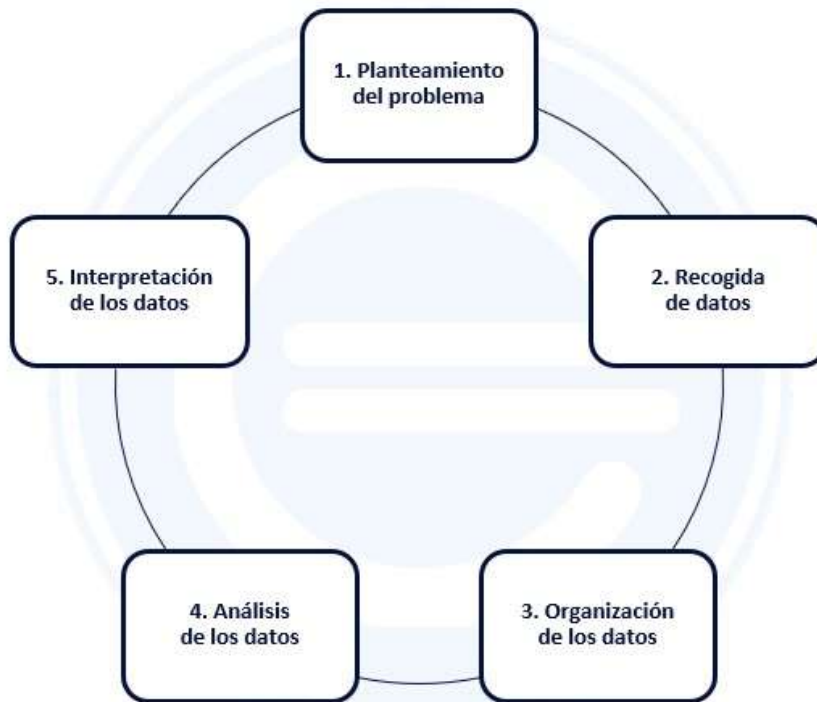 1. Planteamiento
del problema
2. Recogida
de datos
3. Organización
de los datos
4. Análisis
de los datos
5. Interpretación
de los datos